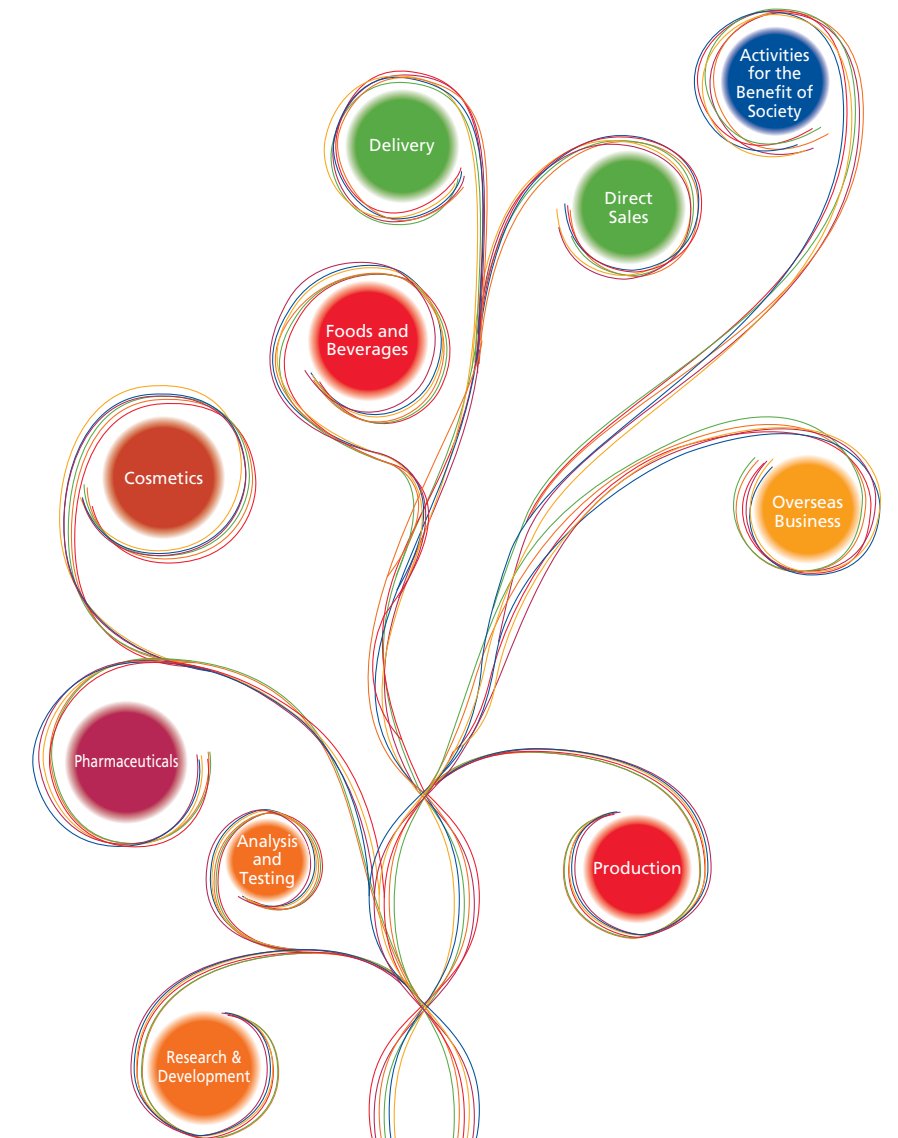 Activities
for the
Benefit of
Society
Delivery
Direct
Sales
Foods and
Beverages
Cosmetics
Overseas
Business
Pharmaceuticals
Analysis
and
Testing
Production
Research &
Development